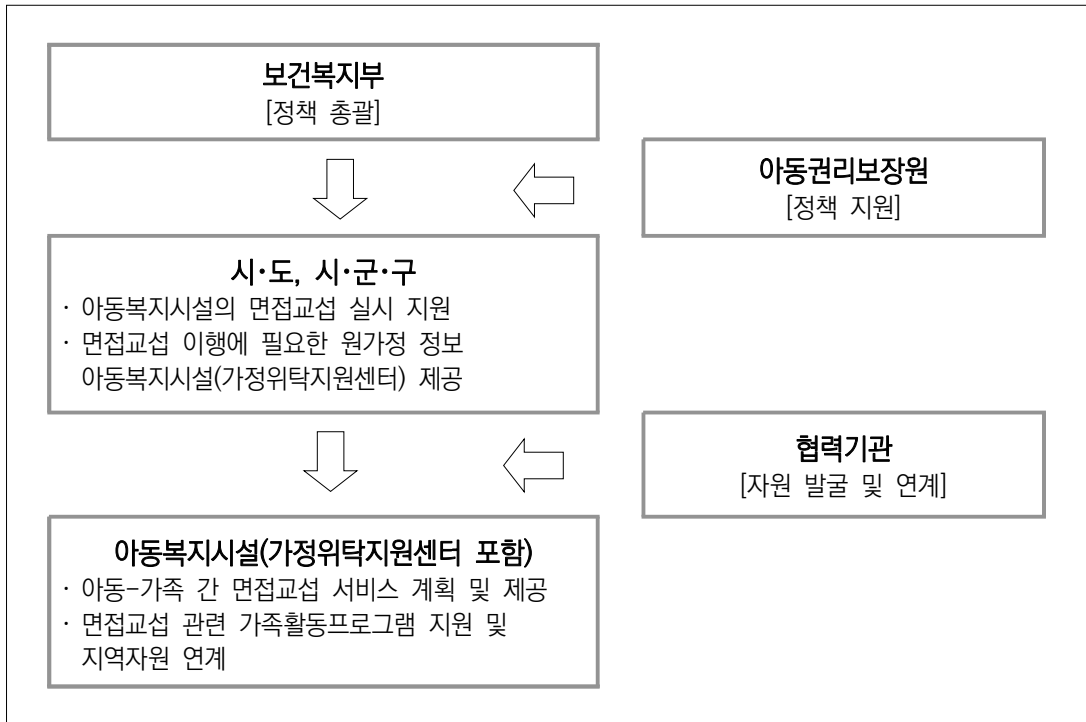 보건복지부
[정책 총괄]
아동권리보장원
[정책 지원]
시·도, 시·군·구
· 아동복지시설의 면접교섭 실시 지원
· 면접교섭 이행에 필요한 원가정 정보
아동복지시설(가정위탁지원센터) 제공
협력기관
[자원 발굴 및 연계]
아동복지시설(가정위탁지원센터 포함)
· 아동-가족 간 면접교섭 서비스 계획 및 제공
· 면접교섭 관련 가족활동프로그램 지원 및
지역자원 연계